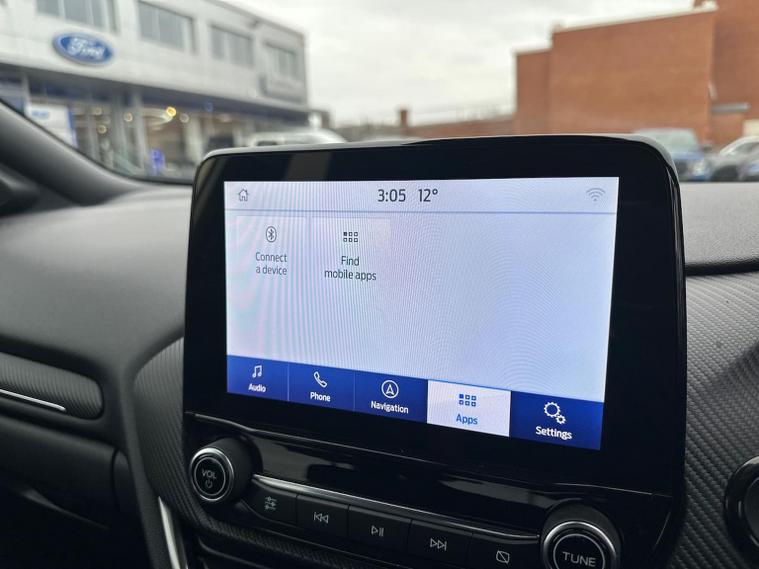 Ford
3:05 12°
Connect
a device
Find
mobile apps
Audio
Phone
Navigation
Apps
Settings
VOL
TUNE